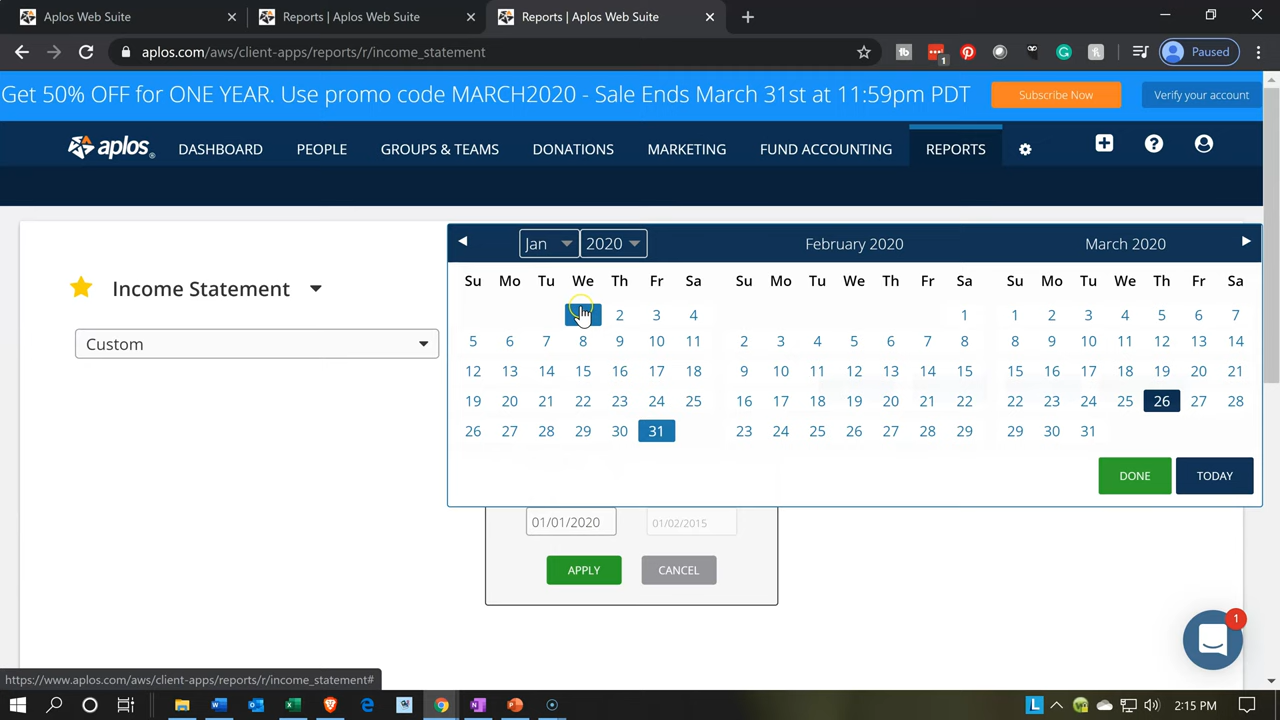 Aplos Web Suite
Reports | Aplos Web Suite
Reports | Aplos Web Suite
aplos.com/aws/client-apps/reports/r/income_statement
1
Paused
Get 50% OFF for ONE YEAR. Use promo code MARCH2020 - Sale Ends March 31st at 11:59pm PDT
Subscribe Now
Verify your account
aplos
DASHBOARD PEOPLE GROUPS & TEAMS DONATIONS MARKETING FUND ACCOUNTING REPORTS
Income Statement
Custom
Jan 2020 February 2020 March 2020
Su Mo Tu We Th Fr Sa Su Mo Tu We Th Fr Sa Su Mo Tu We Th Fr Sa
2 3 4 1 1 2 3 4 5 6 7
5 6 7 8 9 10 11 2 3 4 5 6 7 8 8 9 10 11 12 13 14
12 13 14 15 16 17 18 9 10 11 12 13 14 15 15 16 17 18 19 20 21
19 20 21 22 23 24 25 16 17 18 19 20 21 22 22 23 24 25 26 27 28
26 27 28 29 30 31 23 24 25 26 27 28 29 29 30 31
DONE TODAY
01/01/2020 01/02/2015
APPLY CANCEL
1
https://www.aplos.com/aws/client-apps/reports/r/income_statement#
2:15 PM